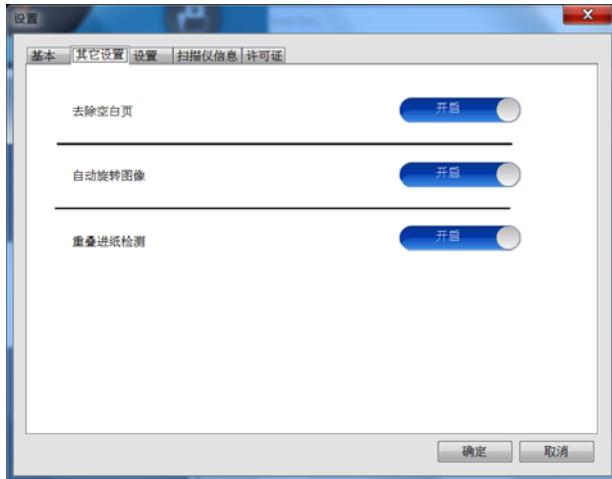 设置
基本 其它设置 设置 扫描仪信息 许可证
去除空白页 开启
自动旋转图像 开启
重叠进纸检测 开启
确定 取消